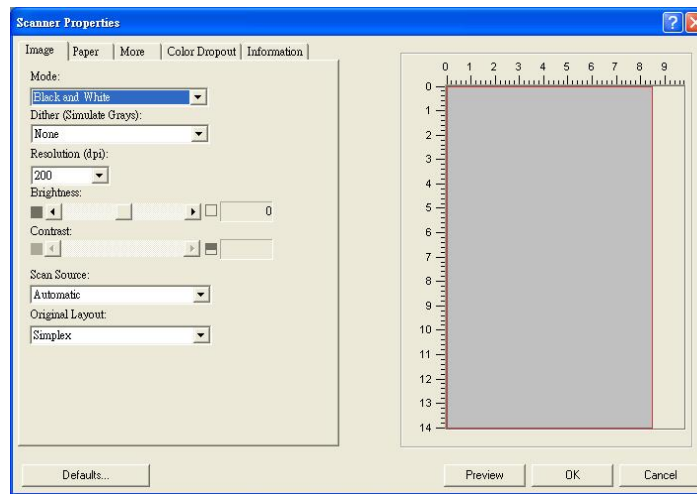 Scanner Properties
Image Paper More Color Dropout Information
Mode:
Black and White
Dither (Simulate Grays):
None
Resolution (dpi):
200
Brightness:
0
Contrast:
Scan Source:
Automatic
Original Layout:
Simplex
0 1 2 3 4 5 6 7 8 9
0
1
2
3
4
5
6
7
8
9
10
11
12
13
14
Defaults... Preview OK Cancel